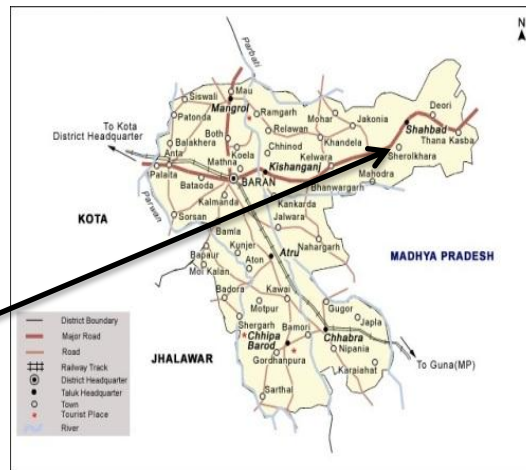 N
Parbati
Mau
Siswali
Mangrol
Ramgarh
Patonda
Mohar
Jakonia
Deori
To Kota
District Headquarter
Both
Relawan
Shahbad
Balakhera
Khandela
Thana Kasba
Anta
Koela
Chhinod
Sherolkhara
Mathna
Kishanganj
Kelwara
Palaita
BARAN
Mahodra
Bataoda
Bhanwargarh
Kalmanda
Kankarda
KOTA
Parwan
Sorsan
Jalwara
Bamla
Nahargarh
Kunjer
Atru
MADHYA PRADESH
Bapaur
Aton
Moi Kalan
Badora
Kawai
Motpur
Gugor
Shergarh
Bamori
Japla
Chhipa
Barod
Chhabra
Nipania
JHALAWAR
Gordhanpura
To Guna(MP)
Karaiahat
Sarthal
District Boundary
Major Road
Road
Railway Track
District Headquarter
Taluk Headquarter
Town
Tourist Place
River